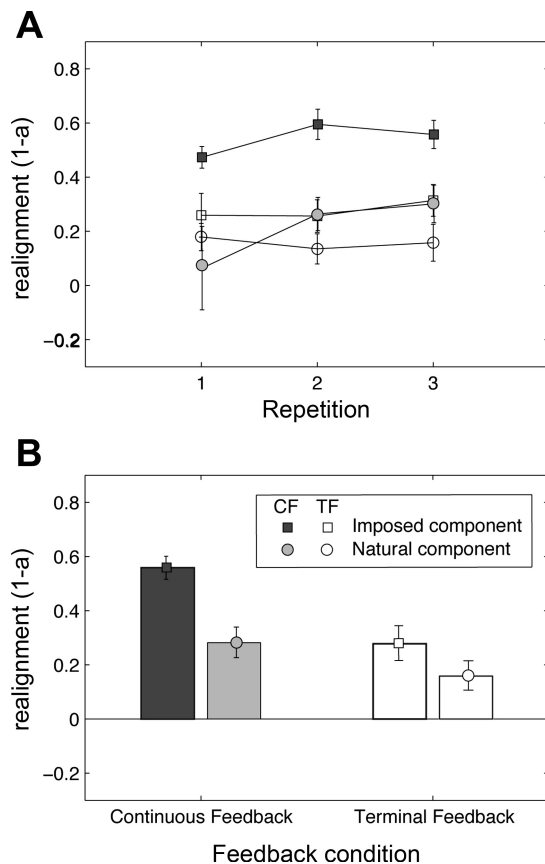 A
realignment (1-a)
0.8
0.6
0.4
0.2
0
−0.2
1 2 3
Repetition
B
realignment (1-a)
0.8
0.6
0.4
0.2
0
−0.2
CF TF
Imposed component
Natural component
Continuous Feedback Terminal Feedback
Feedback condition